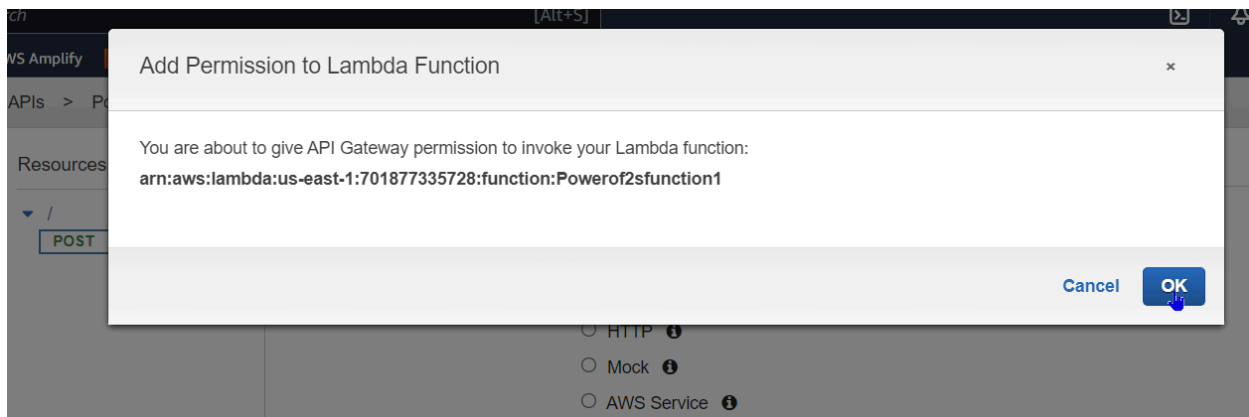 ch [Alt+S]
WS Amplify
Add Permission to Lambda Function ×
APIs > Po
You are about to give API Gateway permission to invoke your Lambda function:
Resources
arn:aws:lambda:us-east-1:701877335728:function:Powerof2sfunction1
/
POST
Cancel OK
HTTP
Mock
AWS Service